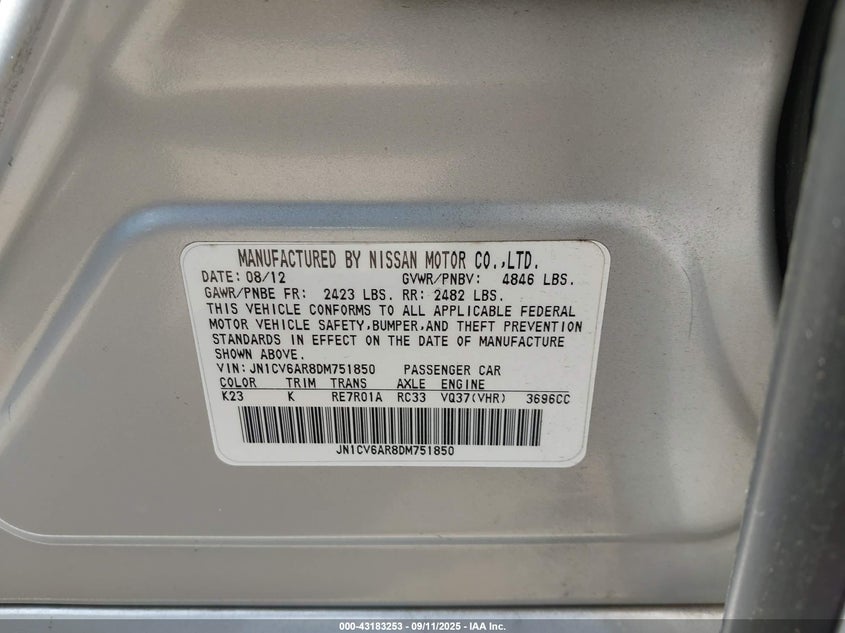 MANUFACTURED BY NISSAN MOTOR CO.,LTD.
DATE: 08/12 GVWR/PNBV: 4846 LBS.
GAWR/PNBE FR: 2423 LBS. RR: 2482 LBS.
THIS VEHICLE CONFORMS TO ALL APPLICABLE FEDERAL
MOTOR VEHICLE SAFETY,BUMPER,AND THEFT PREVENTION
STANDARDS IN EFFECT ON THE DATE OF MANUFACTURE
SHOWN ABOVE.
VIN: JN1CV6AR8DM751850 PASSENGER CAR
COLOR TRIM TRANS AXLE ENGINE
K23 K RE7R01A RC33 VQ37(VHR) 3696CC
JN1CV6AR8DM751850
000-43183253 - 09/11/2025 - IAA Inc.